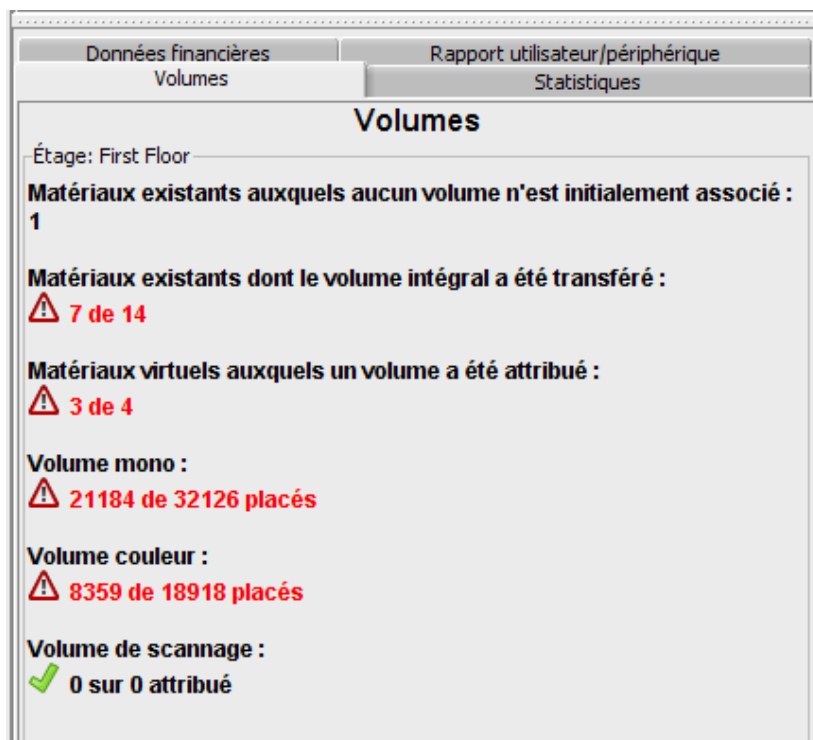 Données financières
Rapport utilisateur/périphérique
Volumes
Statistiques
Volumes
Étage: First Floor
Matériaux existants auxquels aucun volume n'est initialement associé :
1
Matériaux existants dont le volume intégral a été transféré :
7 de 14
Matériaux virtuels auxquels un volume a été attribué :
3 de 4
Volume mono :
21184 de 32126 placés
Volume couleur :
8359 de 18918 placés
Volume de scannage :
0 sur 0 attribué